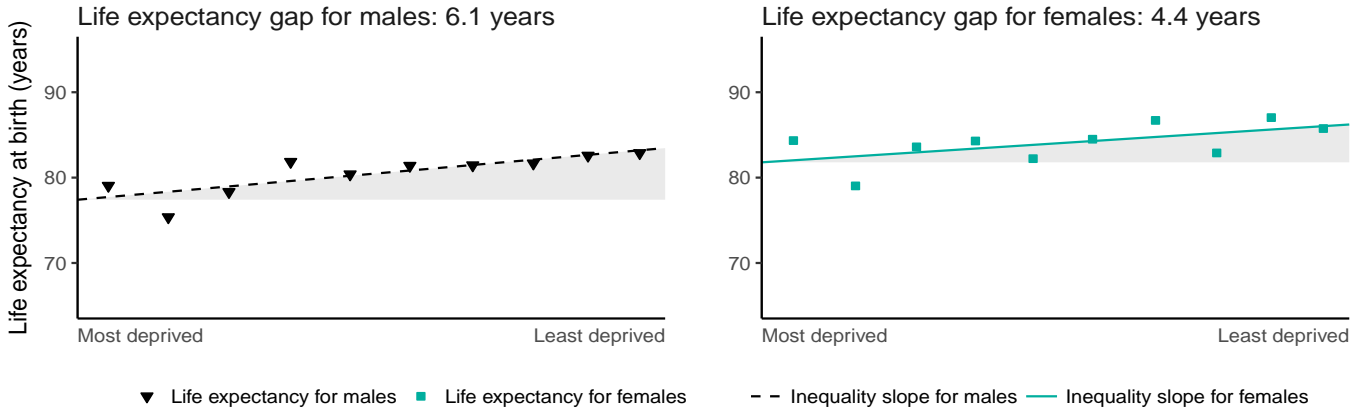 Life expectancy gap for males: 6.1 years
Life expectancy gap for females: 4.4 years
Life expectancy at birth (years)
90
80
70
90
80
70
Most deprived
Least deprived
Most deprived
Least deprived
Life expectancy for males
Life expectancy for females
Inequality slope for males
Inequality slope for females